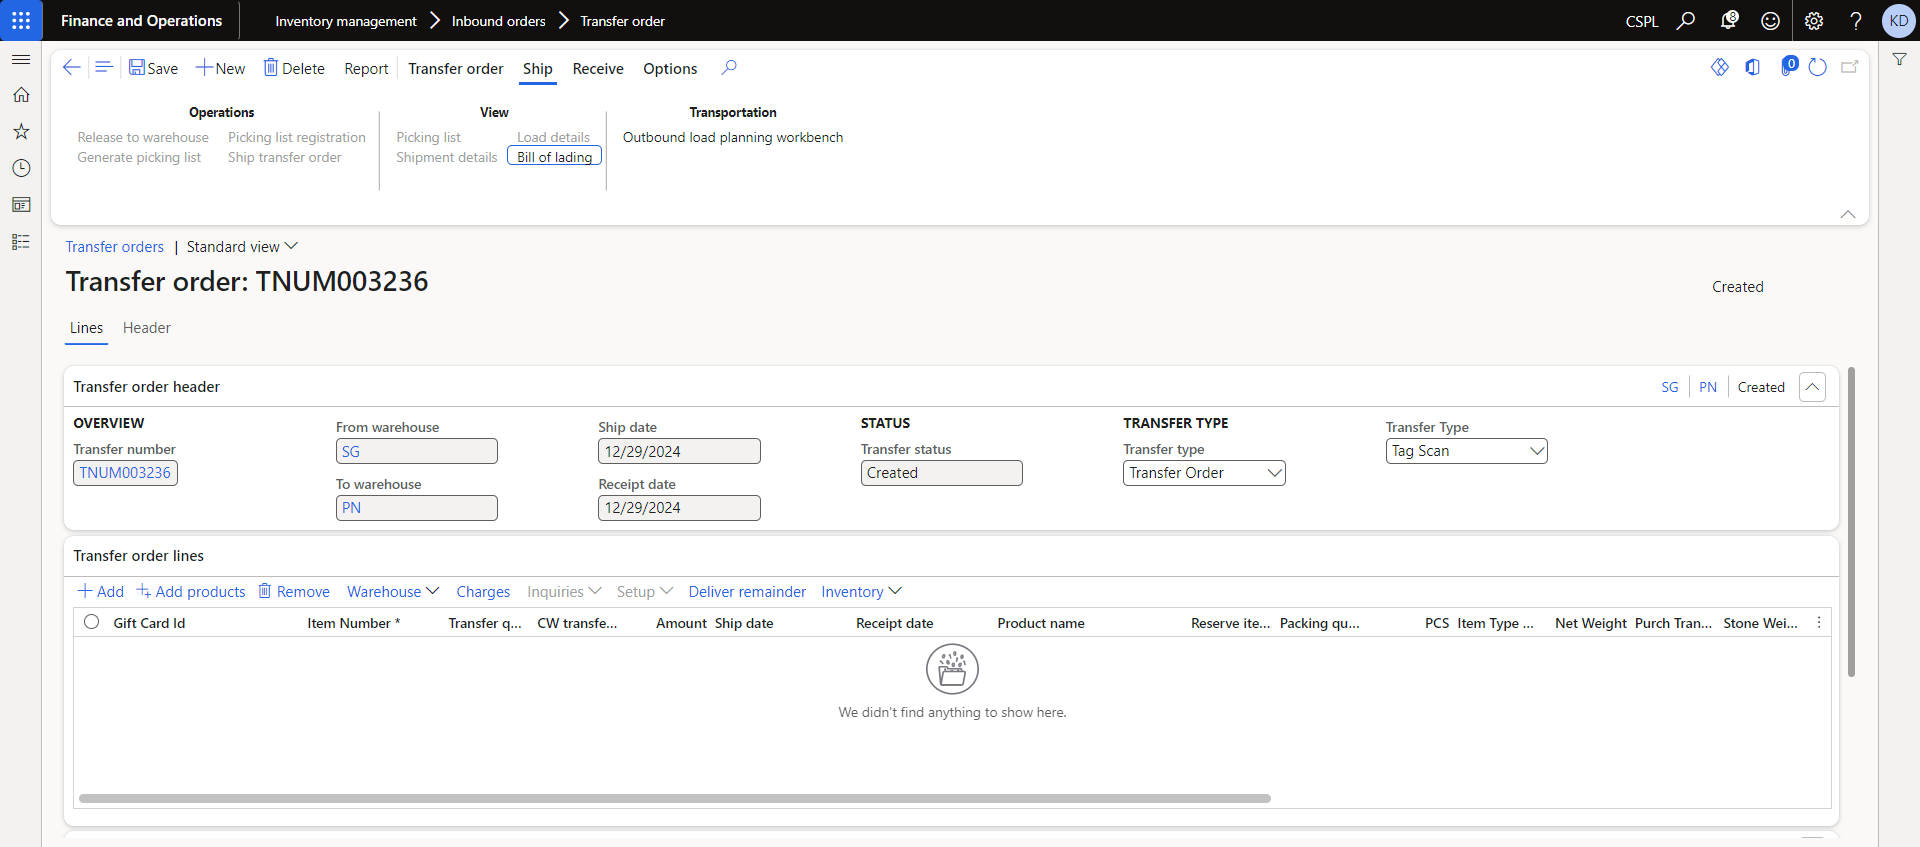 Finance and Operations
Inventory management Inbound orders Transfer order
CSPL
8
KD
Save New Delete Report Transfer order Ship Receive Options
0
Operations
Release to warehouse Picking list registration
Generate picking list Ship transfer order
View
Picking list Load details
Shipment details Bill of lading
Transportation
Outbound load planning workbench
Transfer orders | Standard view
Transfer order: TNUM003236
Created
Lines Header
Transfer order header
SG PN Created
OVERVIEW
Transfer number
TNUM003236
From warehouse
SG
To warehouse
PN
Ship date
12/29/2024
Receipt date
12/29/2024
STATUS
Transfer status
Created
TRANSFER TYPE
Transfer type
Transfer Order
Transfer Type
Tag Scan
Transfer order lines
Add Add products Remove Warehouse Charges Inquiries Setup Deliver remainder Inventory
Gift Card Id Item Number * Transfer q... CW transfe... Amount Ship date Receipt date Product name Reserve ite... Packing qu... PCS Item Type ... Net Weight Purch Tran... Stone Wei...
We didn't find anything to show here.